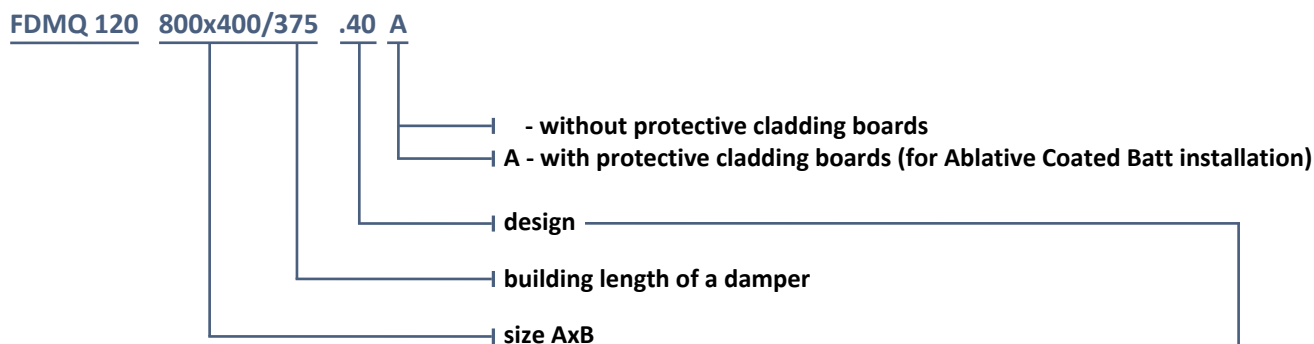 FDMQ 120 800x400/375 .40 A
- without protective cladding boards
A - with protective cladding boards (for Ablative Coated Batt installation)
design
building length of a damper
size AxB